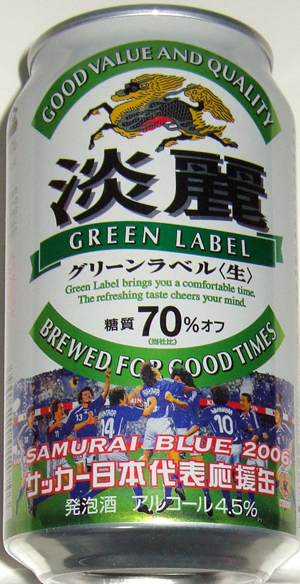 GOOD VALUE AND QUALITY
淡麗
GREEN LABEL
グリーンラベル〈生〉
Green Label brings you a comfortable time.
The refreshing taste cheers your mind.
糖質70%オフ
(当社比)
BREWED FOR GOOD TIMES
14
10
SAMURAI BLUE 2006
サッカー日本代表応援缶
発泡酒 アルコール4.5%